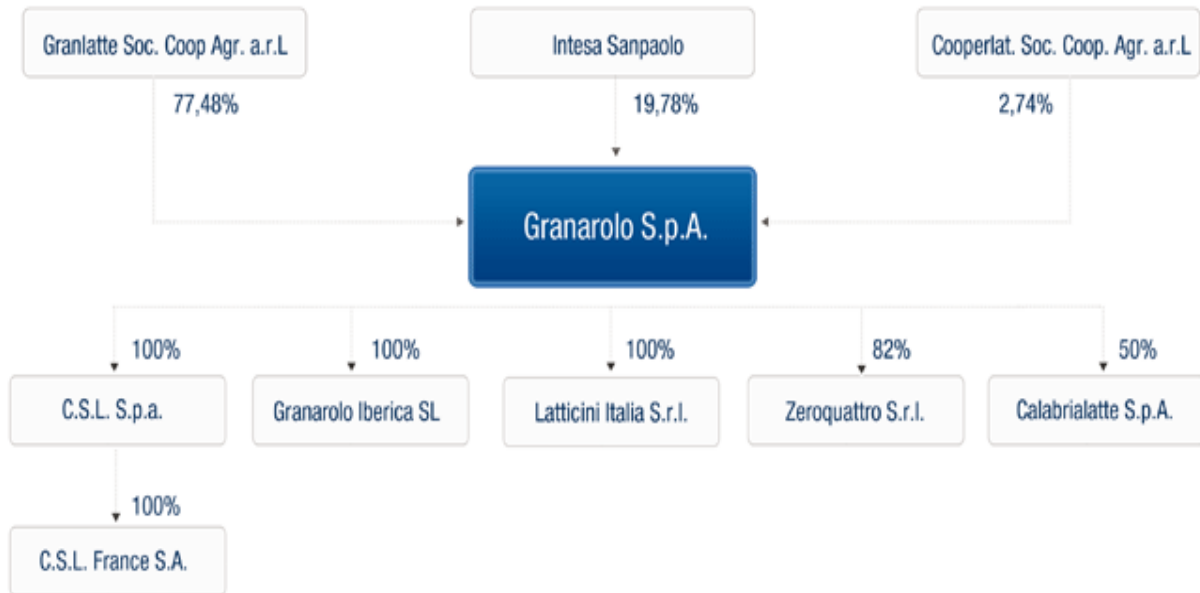 Granlatte Soc. Coop Agr. a.r.L
Intesa Sanpaolo
Cooperlat. Soc. Coop. Agr. a.r.L
77,48%
19,78%
2,74%
Granarolo S.p.A.
100%
100%
100%
82%
50%
C.S.L. S.p.a.
Granarolo Iberica SL
Latticini Italia S.r.l.
Zeroquattro S.r.l.
Calabrialatte S.p.A.
100%
C.S.L. France S.A.